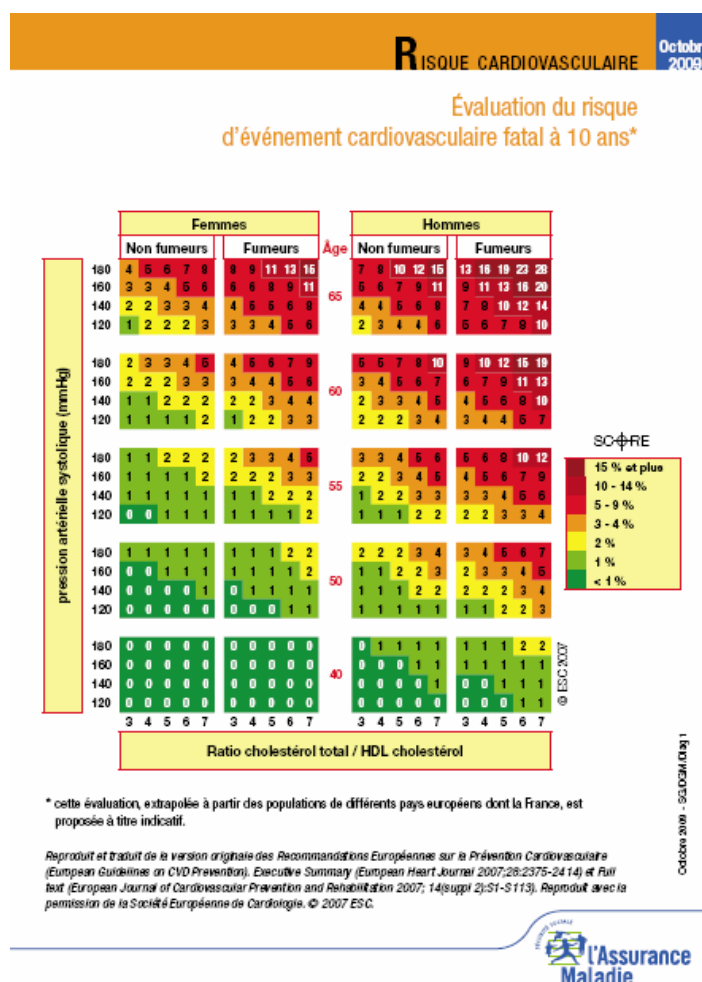 RISQUE CARDIOVASCULAIRE
Octobr
2009
Évaluation du risque
d'événement cardiovasculaire fatal à 10 ans*
Femmes
Hommes
Non fumeurs
Fumeurs
Âge
Non fumeurs
Fumeurs
pression artérielle systolique (mmHg)
180 4 5 6 7 8 8 9 11 13 15 7 8 10 12 15 13 16 19 23 28
160 3 3 4 5 6 6 6 8 9 11 5 6 7 9 11 9 11 13 16 20
65
140 2 2 3 3 4 4 5 5 6 8 4 4 5 6 8 7 8 10 12 14
120 1 2 2 2 3 3 3 4 5 6 2 3 4 4 6 5 6 7 8 10
180 2 3 3 4 5 4 5 6 7 9 5 5 7 8 10 9 10 12 15 19
160 2 2 2 3 3 3 4 4 5 6 3 4 5 6 7 6 7 9 11 13
60
140 1 1 2 2 2 2 2 3 4 4 2 3 3 4 5 4 5 6 8 10
120 1 1 1 1 2 1 2 2 3 3 2 2 2 3 4 3 4 4 5 7
180 1 1 2 2 2 2 3 3 4 5 3 3 4 5 6 5 6 8 10 12
160 1 1 1 1 2 2 2 2 3 3 2 2 3 4 5 4 5 6 7 9
55
140 1 1 1 1 1 1 1 2 2 2 1 2 2 3 3 3 3 4 5 6
120 0 0 1 1 1 1 1 1 1 2 1 1 1 2 2 2 2 3 3 4
180 1 1 1 1 1 1 1 1 2 2 2 2 2 3 4 3 4 5 6 7
160 0 0 1 1 1 1 1 1 1 2 1 1 2 2 3 2 3 3 4 5
50
140 0 0 0 0 1 0 1 1 1 1 1 1 1 2 2 2 2 2 3 4
120 0 0 0 0 0 0 0 0 1 1 1 1 1 1 1 1 1 2 2 3
180 0 0 0 0 0 0 0 0 0 0 0 1 1 1 1 1 1 1 2 2
160 0 0 0 0 0 0 0 0 0 0 0 0 0 1 1 1 1 1 1 1
40
140 0 0 0 0 0 0 0 0 0 0 0 0 0 0 1 0 0 1 1 1
120 0 0 0 0 0 0 0 0 0 0 0 0 0 0 0 0 0 0 1 1
3 4 5 6 7 3 4 5 6 7 3 4 5 6 7 3 4 5 6 7
Ratio cholestérol total / HDL cholestérol
© ESC 2007
SCORE
15 % et plus
10 - 14 %
5 - 9 %
3 - 4 %
2 %
1 %
< 1 %
* cette évaluation, extrapolée à partir des populations de différents pays européens dont la France, est
proposée à titre indicatif.
Reproduit et traduit de la version originale des Recommandations Européennes sur la Prévention Cardiovasculaire
(European Guidelines on CVD Prevention). Executive Summary (European Heart Journal 2007;28:2375-2414) et Full
text (European Journal of Cardiovascular Prevention and Rehabilitation 2007; 14(suppl 2):S1-S113). Reproduit avec la
permission de la Société Européenne de Cardiologie. © 2007 ESC.
Octobre 2009 -
SÉCURITÉ SOCIALE
l'Assurance
Maladie